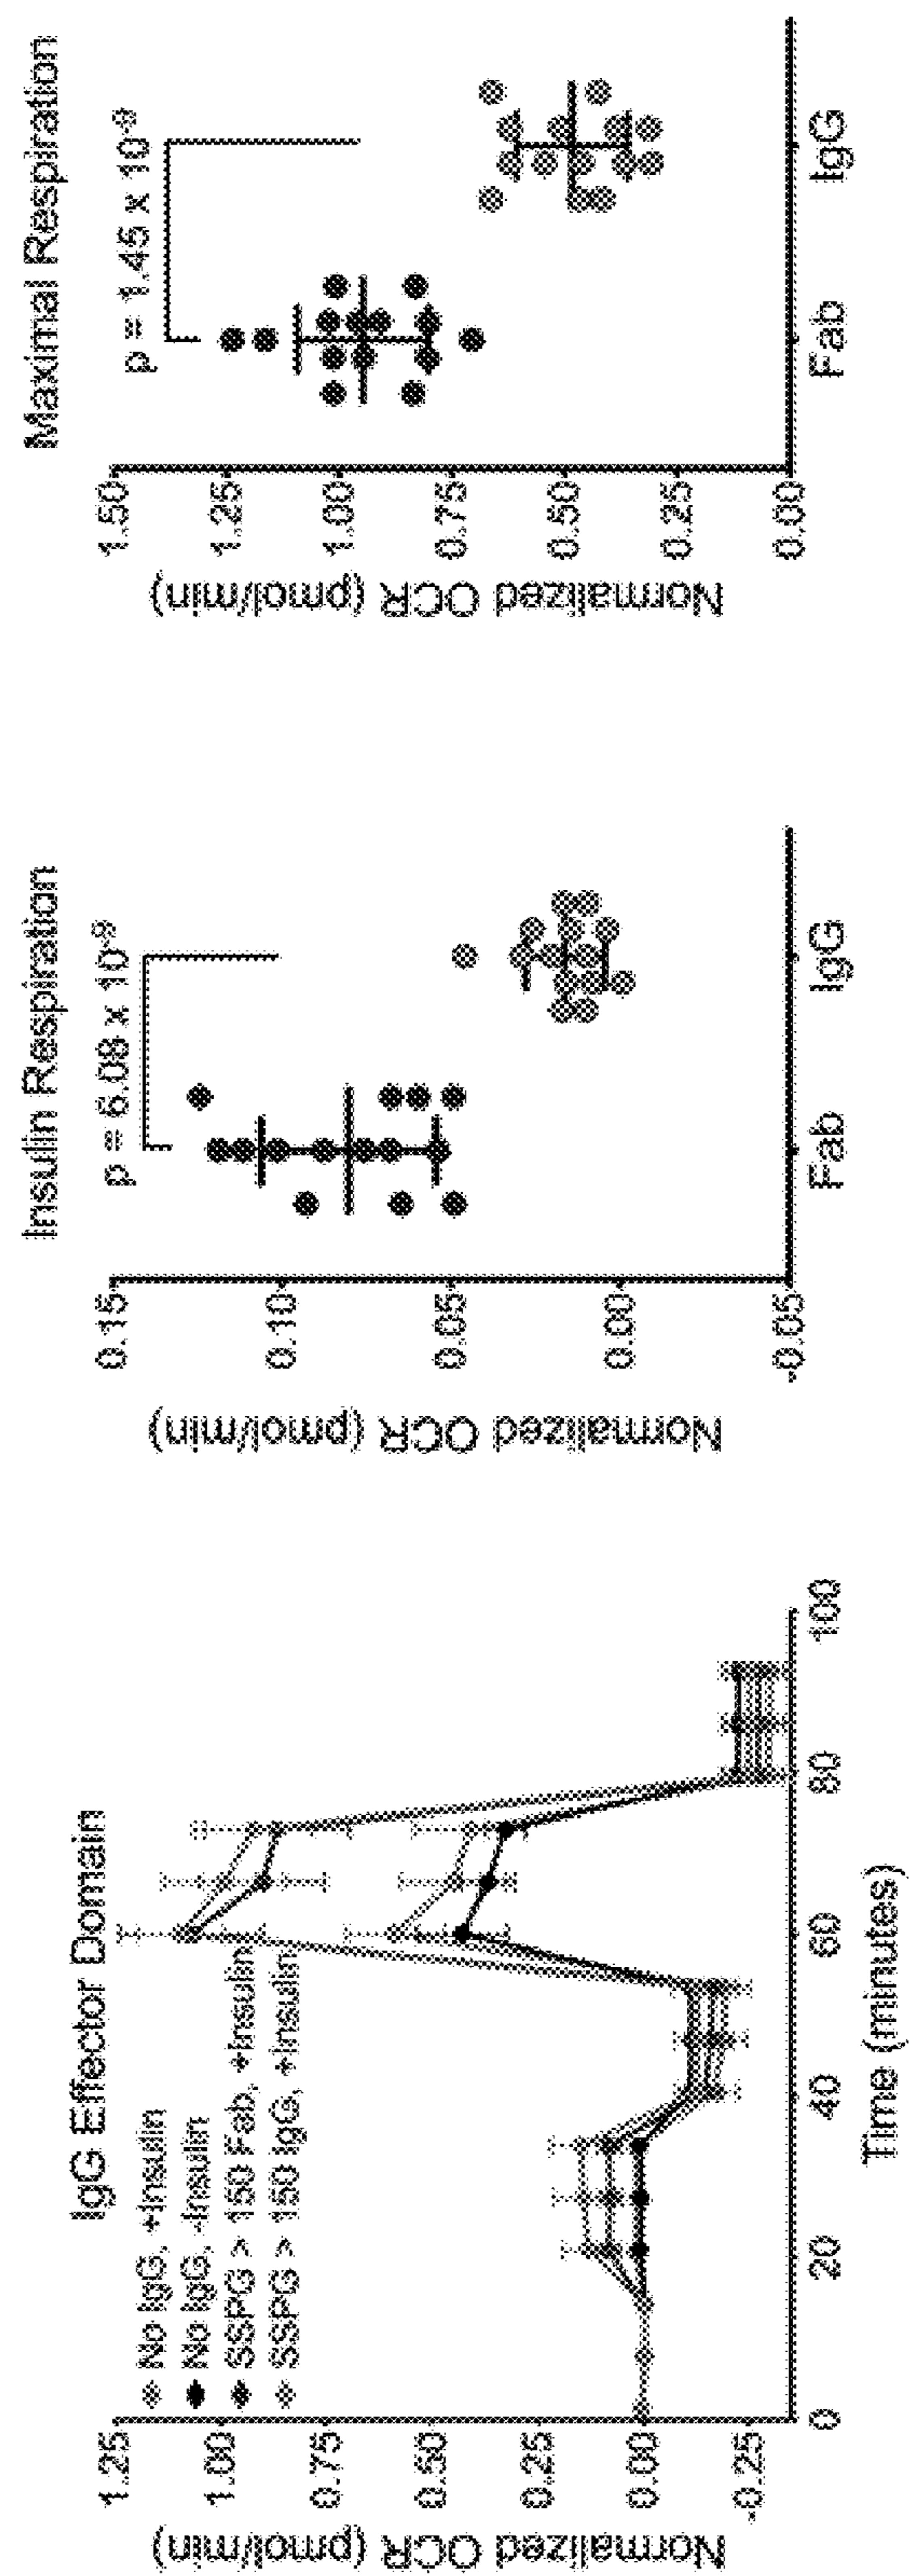 IgG Effector Domain
No IgG, +Insulin
No IgG, -Insulin
SSPG > 150 Fab, +Insulin
SSPG > 150 IgG, +Insulin
Normalized OCR (pmol/min)
1.25
1.00
0.75
0.50
0.25
0.00
-0.25
0 20 40 60 80 100
Time (minutes)
Insulin Respiration
p = 6.08 x 10-9
Normalized OCR (pmol/min)
0.15
0.10
0.05
0.00
-0.05
Fab IgG
Maximal Respiration
p = 1.45 x 10-9
Normalized OCR (pmol/min)
1.50
1.25
1.00
0.75
0.50
0.25
0.00
Fab IgG